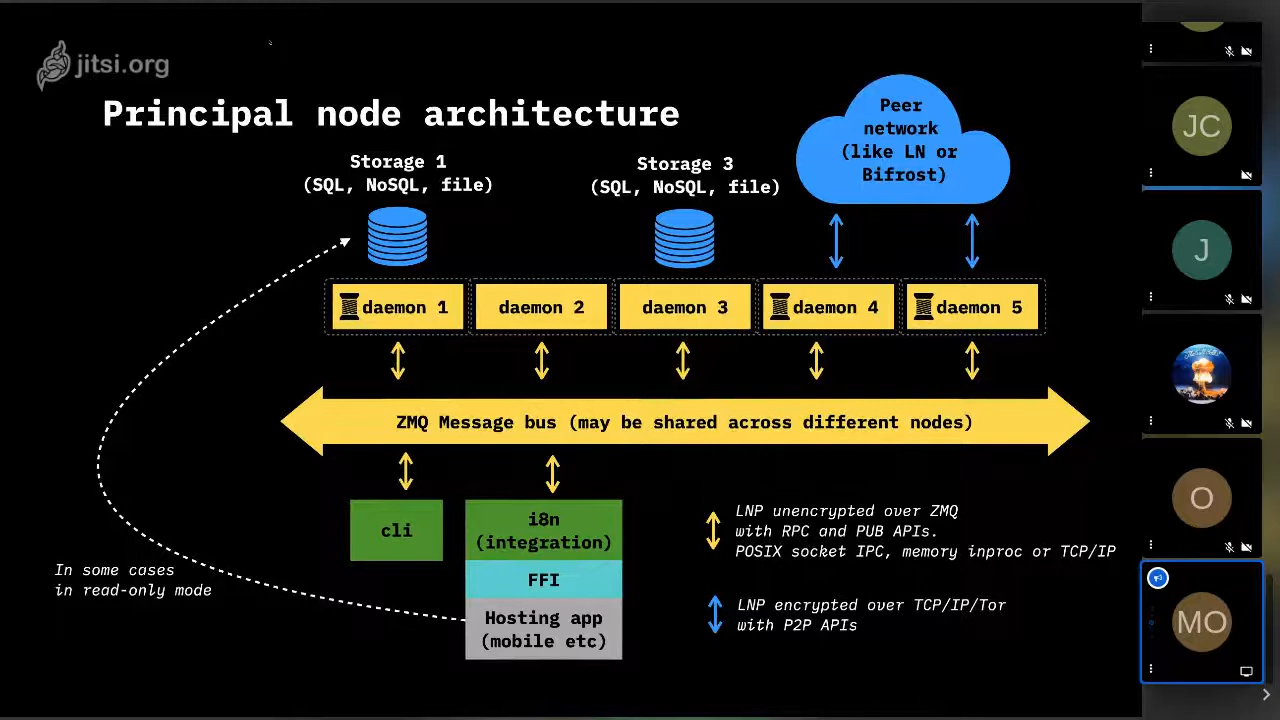 jitsi.org
Principal node architecture
Storage 1
(SQL, NoSQL, file)
Storage 3
(SQL, NoSQL, file)
Peer
network
(like LN or
Bifrost)
daemon 1
daemon 2
daemon 3
daemon 4
daemon 5
ZMQ Message bus (may be shared across different nodes)
cli
i8n
(integration)
FFI
Hosting app
(mobile etc)
In some cases
in read-only mode
LNP unencrypted over ZMQ
with RPC and PUB APIs.
POSIX socket IPC, memory inproc or TCP/IP
LNP encrypted over TCP/IP/Tor
with P2P APIs
JC
J
O
MO